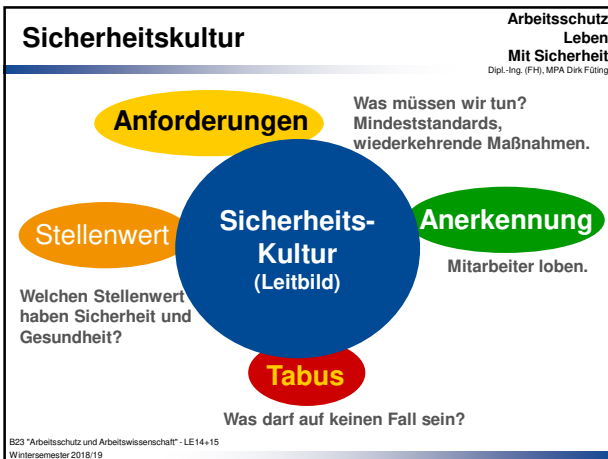 Sicherheitskultur
Arbeitsschutz
Leben
Mit Sicherheit
Dipl.-Ing. (FH), MPA Dirk Füting
Anforderungen
Was müssen wir tun?
Mindeststandards,
wiederkehrende Maßnahmen.
Stellenwert
Sicherheits-
Kultur
(Leitbild)
Anerkennung
Mitarbeiter loben.
Welchen Stellenwert
haben Sicherheit und
Gesundheit?
Tabus
Was darf auf keinen Fall sein?
B23 "Arbeitsschutz und Arbeitswissenschaft" - LE14+15
Wintersemester 2018/19